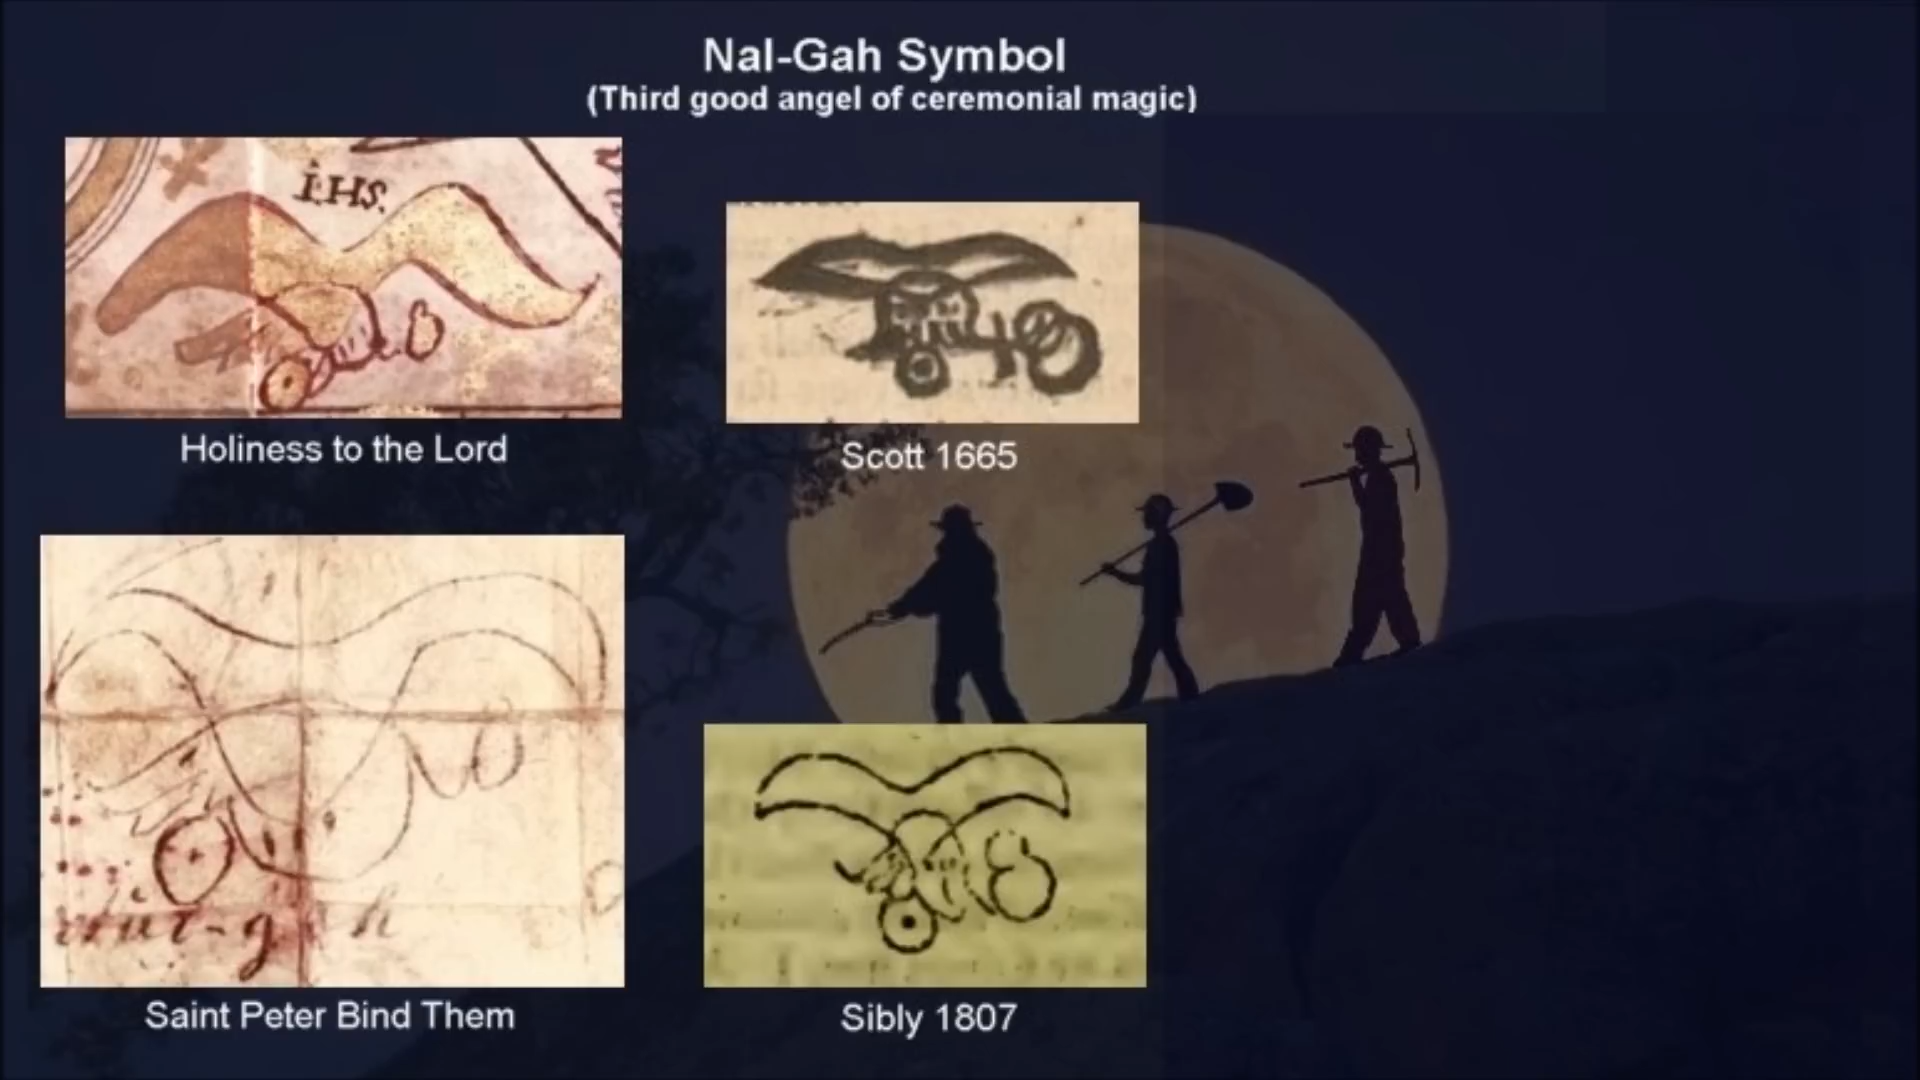 Nal-Gah Symbol
(Third good angel of ceremonial magic)
I.H.S.
Holiness to the Lord
Scott 1665
Saint Peter Bind Them
Sibly 1807